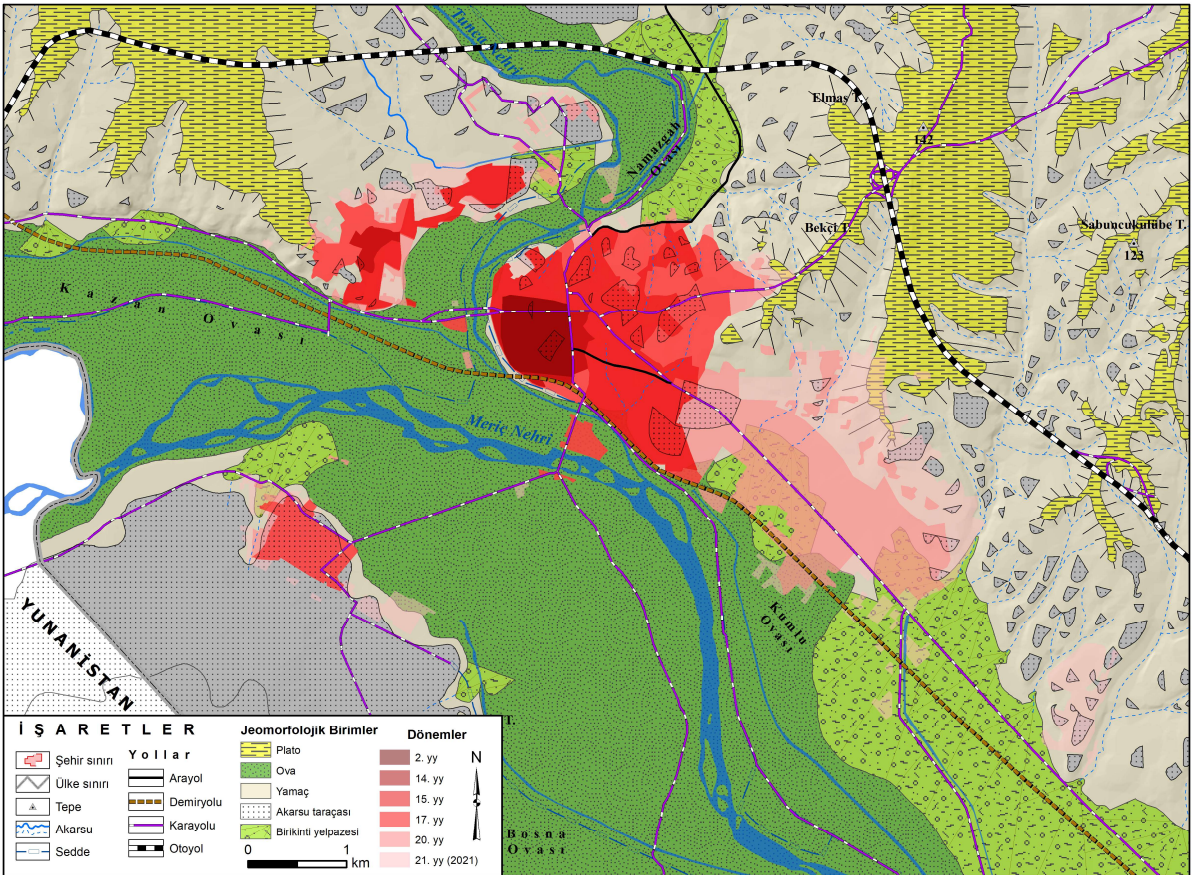 Tunca
Nehri
Elmas T.
142
Namazgah
Ovası
Bekçi T.
Sabuncukulübe T.
123
Kazan Ovası
Meriç Nehri
Kumlu
Ovası
YUNANİSTAN
T.
Bosna
Ovası
İŞARETLER
Şehir sınırı
Ülke sınırı
Tepe
Akarsu
Sedde
Yollar
Arayol
Demiryolu
Karayolu
Otoyol
Jeomorfolojik Birimler
Plato
Ova
Yamaç
Akarsu taraçası
Birikinti yelpazesi
0 1
km
Dönemler
2. yy
14. yy
15. yy
17. yy
20. yy
21. yy (2021)
N